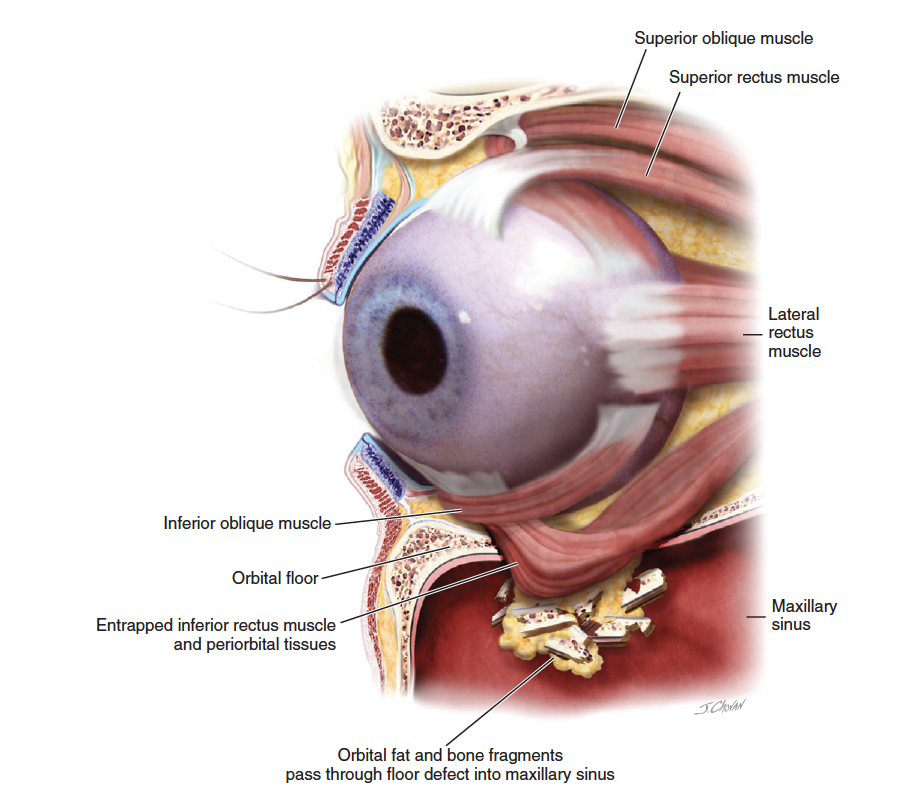 Superior oblique muscle
Superior rectus muscle
Lateral
rectus
muscle
Inferior oblique muscle
Orbital floor
Entrapped inferior rectus muscle
and periorbital tissues
Maxillary
sinus
J. Chovan
Orbital fat and bone fragments
pass through floor defect into maxillary sinus